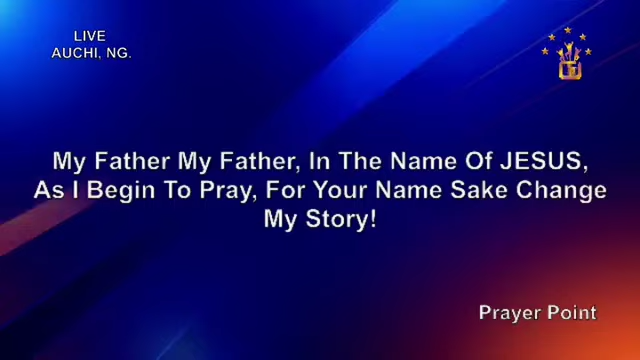 LIVE
AUCHI, NG.
My Father My Father, In The Name Of JESUS,
As I Begin To Pray, For Your Name Sake Change
My Story!
Prayer Point